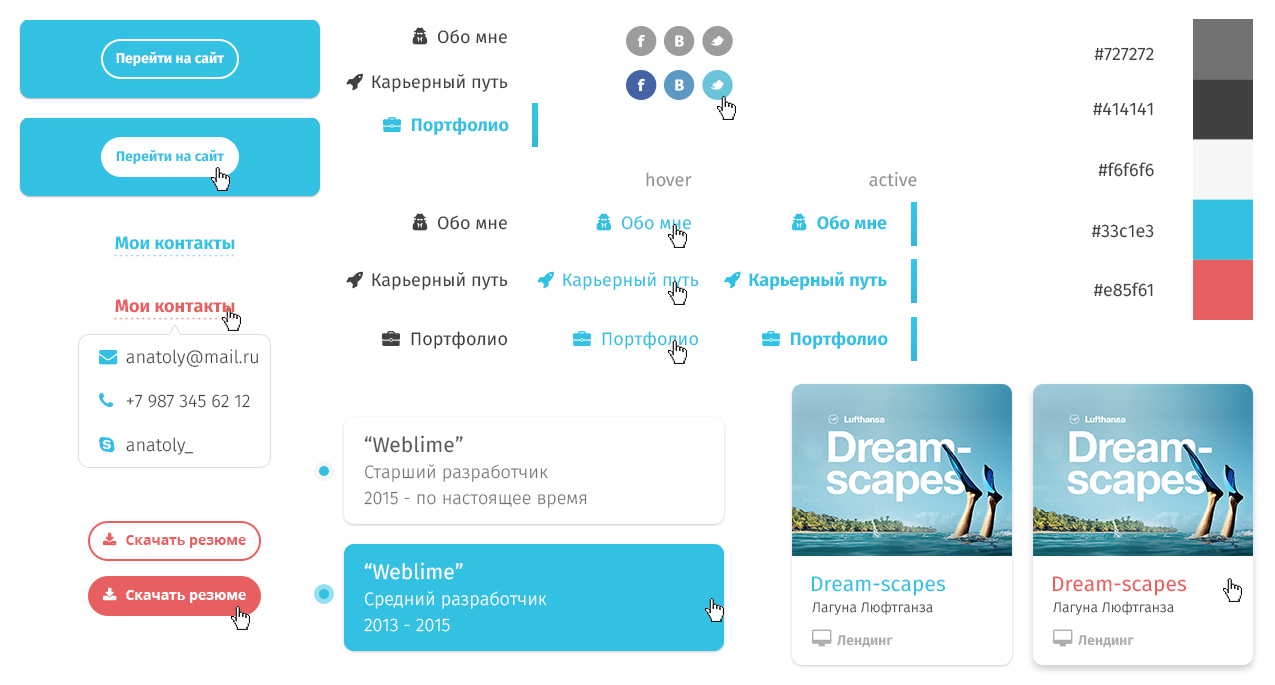 Перейти на сайт
Перейти на сайт
Мои контакты
Мои контакты
anatoly@mail.ru
+7 987 345 62 12
anatoly_
Скачать резюме
Скачать резюме
Обо мне
Карьерный путь
Портфолио
f
B
f
B
hover
active
Обо мне
Обо мне
Обо мне
Карьерный путь
Карьерный путь
Карьерный путь
Портфолио
Портфолио
Портфолио
“Weblime”
Старший разработчик
2015 - по настоящее время
“Weblime”
Средний разработчик
2013 - 2015
#727272
#414141
#f6f6f6
#33c1e3
#e85f61
Lufthansa
Dream-
scapes
Dream-scapes
Лагуна Люфтганза
Лендинг
Lufthansa
Dream-
scapes
Dream-scapes
Лагуна Люфтганза
Лендинг